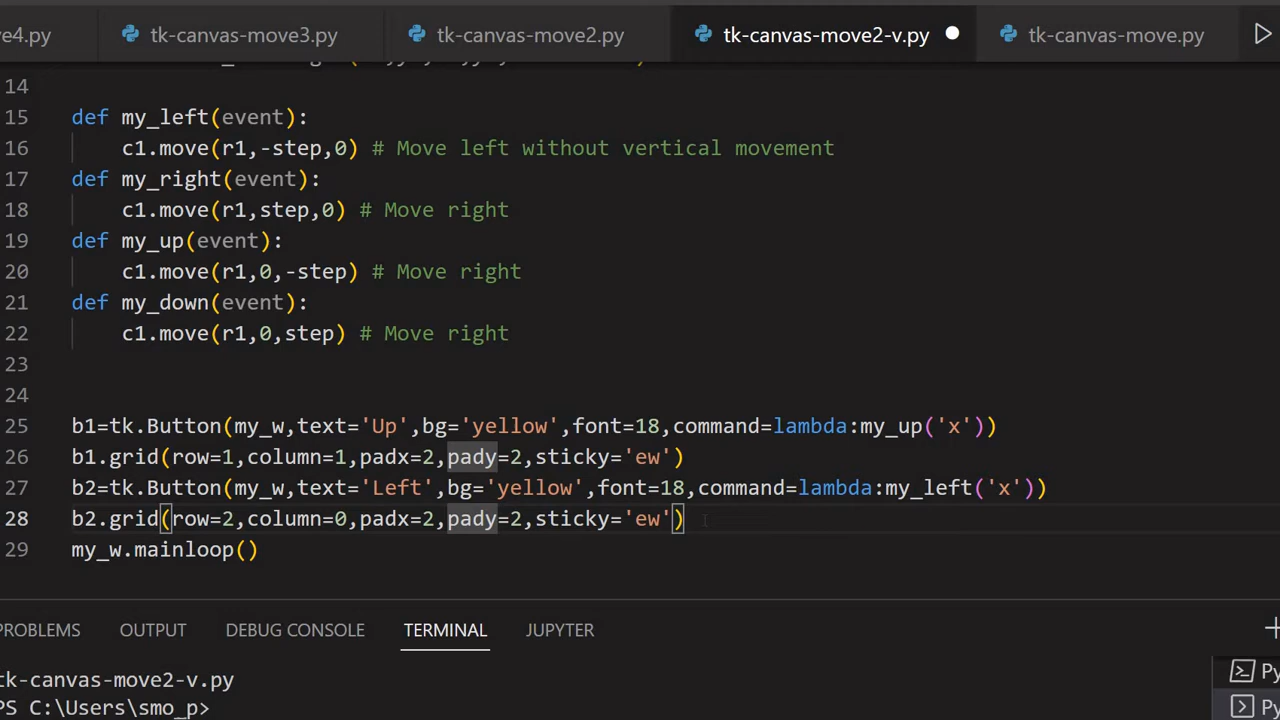 ve4.py tk-canvas-move3.py tk-canvas-move2.py tk-canvas-move2-v.py tk-canvas-move.py
14
15 def my_left(event):
16 c1.move(r1,-step,0) # Move left without vertical movement
17 def my_right(event):
18 c1.move(r1,step,0) # Move right
19 def my_up(event):
20 c1.move(r1,0,-step) # Move right
21 def my_down(event):
22 c1.move(r1,0,step) # Move right
23
24
25 b1=tk.Button(my_w,text='Up',bg='yellow',font=18,command=lambda:my_up('x'))
26 b1.grid(row=1,column=1,padx=2,pady=2,sticky='ew')
27 b2=tk.Button(my_w,text='Left',bg='yellow',font=18,command=lambda:my_left('x'))
28 b2.grid(row=2,column=0,padx=2,pady=2,sticky='ew')
29 my_w.mainloop()
PROBLEMS OUTPUT DEBUG CONSOLE TERMINAL JUPYTER
tk-canvas-move2-v.py
PS C:\Users\smo_p>
Py
Py